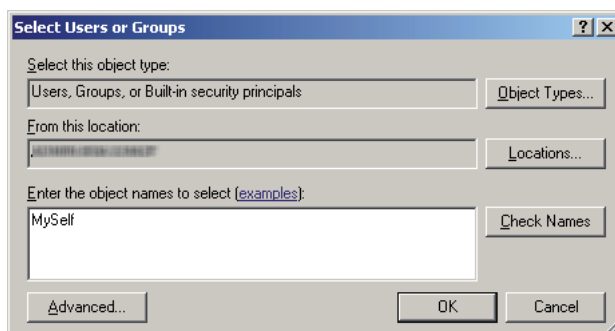 Select Users or Groups
Select this object type:
Users, Groups, or Built-in security principals
Object Types...
From this location:
Locations...
Enter the object names to select (examples):
MySelf
Check Names
Advanced...
OK
Cancel